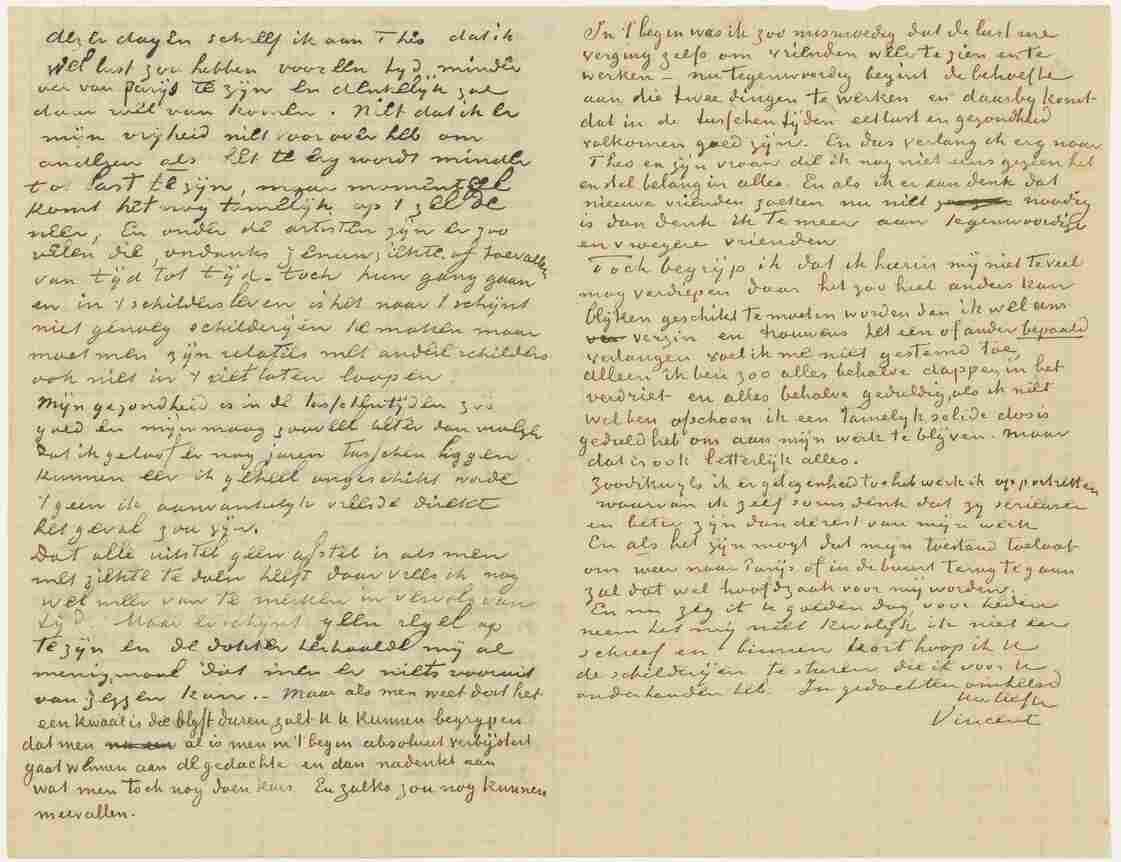 dezer dagen schreef ik aan Theo dat ik
wel lust zou hebben voor een tyd minder
ver van Parijs te zijn en denkelijk zal
daar wel van komen. Niet dat ik er
mijn vrijheid niet voor over heb om
anderen als het te erg wordt minder
tot last te zijn, maar momenteel
komt het nog tamelijk op 't zelfde
neer, En onder de artisten zijn er zoo
velen die, ondanks zenuwziekte of toevallen
van tijd tot tijd – toch hun gang gaan
en in 't schildersleven is het naar 't schijnt
niet genoeg schilderijen te maken maar
moet men zijn relaties met andere schilders
ook niet in 't riet laten loopen.
Mijn gezondheid is in de tusschentijden zoo
goed en mijn maag zooveel beter dan vroeger
dat ik geloof er nog jaren tusschen liggen
kunnen eer ik geheel ongeschikt worde
't geen ik aanvankelyk vreesde direkt
het geval zou zijn.
Dat alle uitstel geen afstel is als men
met ziekte te doen heeft daar vrees ik nog
wel meer van te merken in vervolg van
tijd. Maar er schynt geen regel op
te zijn en de dokter herhaalde mij al
menigmaal dat men er niets vooruit
van zeggen kan. – Maar als men weet dat het
een kwaal is die blyft duren zult U U kunnen begrypen
dat men al is men in 't begin absoluut verbijsterd
gaat wennen aan de gedachte en dan nadenkt aan
wat men toch nog doen kan. En zulks zou nog kunnen
meevallen.
In 't begin was ik zoo mismoedig dat de lust me
verging zelfs om vrienden weer te zien en te
werken – nu tegenwoordig begint de behoefte
aan die twee dingen te werken en daarby komt
dat in de tusschentijden eetlust en gezondheid
volkomen goed zijn. En dus verlang ik erg naar
Theo en zijn vrouw die ik nog niet eens gezien heb
en stel belang in alles. En als ik er aan denk dat
nieuwe vrienden zoeken nu niet noodig
is dan denk ik te meer aan tegenwoordige
en vroegere vrienden
Toch begrijp ik dat ik hierin mij niet te veel
mag verdiepen daar het zoo heel anders kan
blijken geschikt te moeten worden dan ik wel eens
verzin en trouwens het een of ander bepaald
verlangen voel ik me niet gestemd toe,
alleen ik ben zoo alles behalve dapper in het
verdriet en alles behalve geduldig, als ik niet
wel ben ofschoon ik een tamelyk solide dosis
geduld heb om aan mijn werk te blijven. Maar
dat is ook letterlijk alles.
Zoodikwyls ik er gelegenheid toe heb werk ik op portretten
waarvan ik zelf soms denk dat zy serieuser
en beter zijn dan de rest van mijn werk
En als het zijn mogt dat mijn toestand toelaat
om weer naar Parijs of in de buurt terug te gaan
zal dat wel hoofdzaak voor mij worden.
En nu zeg ik U goeden dag, voor heden
neem het mij niet kwalijk ik niet eer
schreef en binnen kort hoop ik U
de schilderijen te sturen die ik voor U
onderhanden heb. In gedachten omhelsd
Uw liefh
Vincent